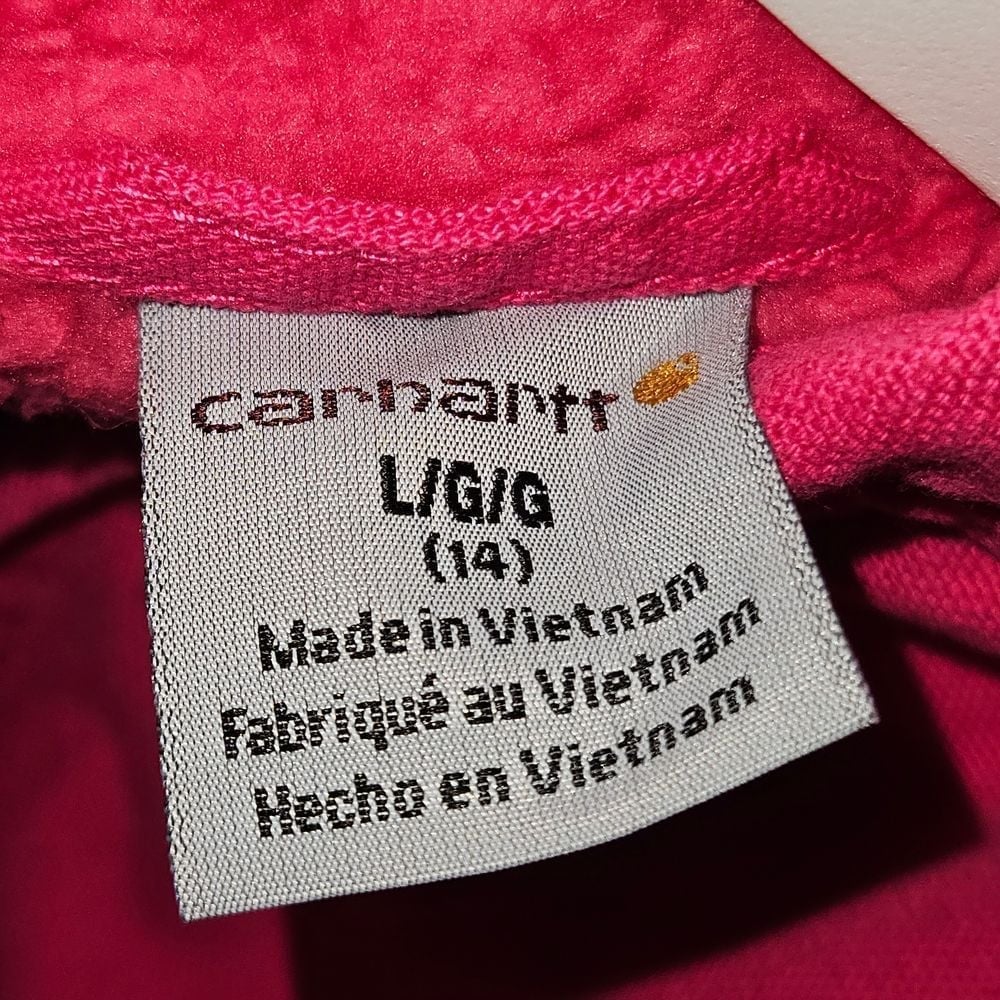 carhartt
L/G/G
(14)
Made in Vietnam
Fabriqué au Vietnam
Hecho en Vietnam